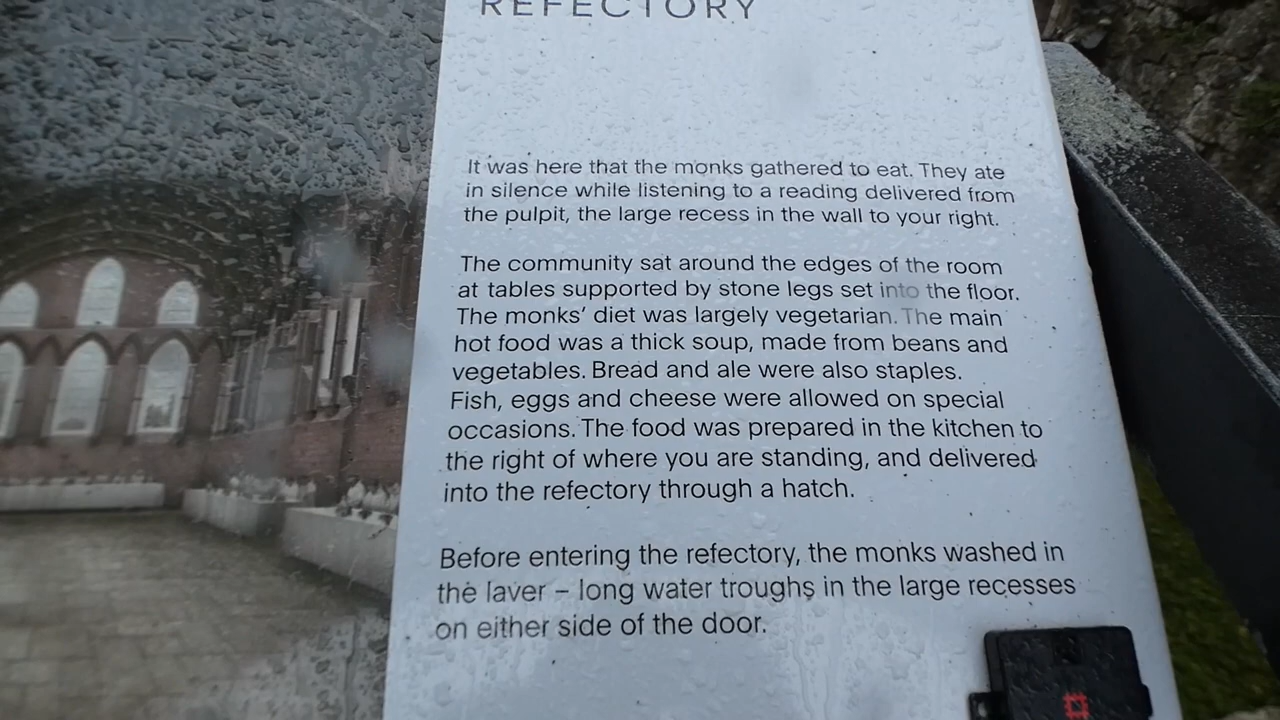 REFECTORY
It was here that the monks gathered to eat. They ate
in silence while listening to a reading delivered from
the pulpit, the large recess in the wall to your right.
The community sat around the edges of the room
at tables supported by stone legs set into the floor.
The monks' diet was largely vegetarian. The main
hot food was a thick soup, made from beans and
vegetables. Bread and ale were also staples.
Fish, eggs and cheese were allowed on special
occasions. The food was prepared in the kitchen to
the right of where you are standing, and delivered
into the refectory through a hatch.
Before entering the refectory, the monks washed in
the laver – long water troughs in the large recesses
on either side of the door.